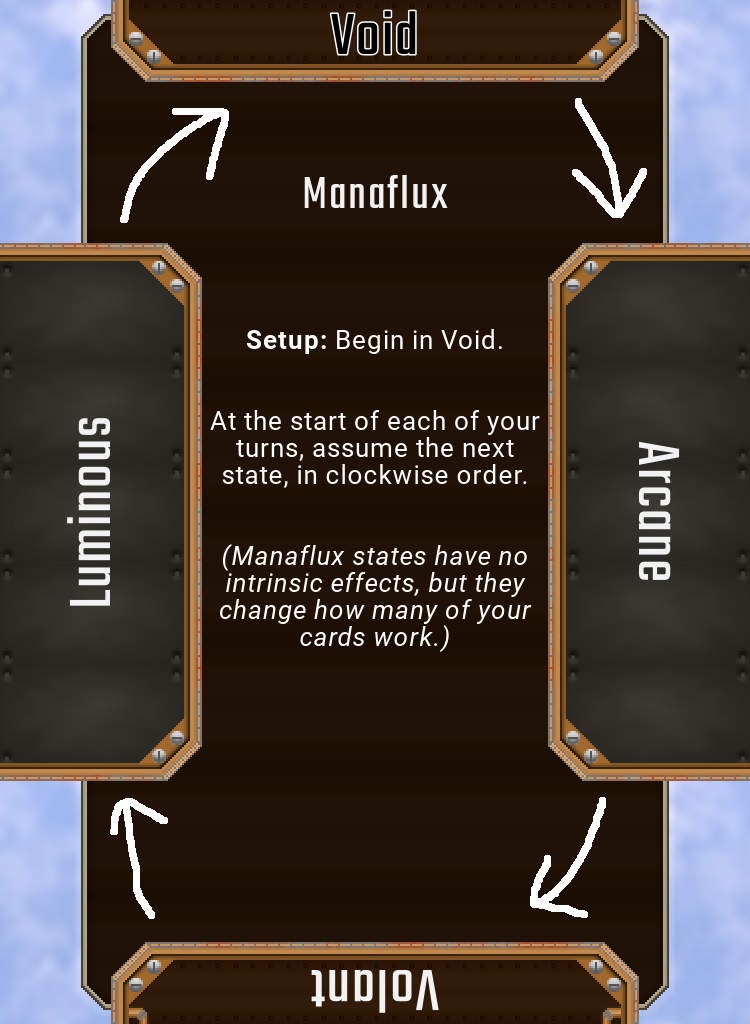 Void
Manaflux
Setup: Begin in Void.
At the start of each of your
turns, assume the next
state, in clockwise order.
(Manaflux states have no
intrinsic effects, but they
change how many of your
cards work.)
Luminous
Arcane
Volant